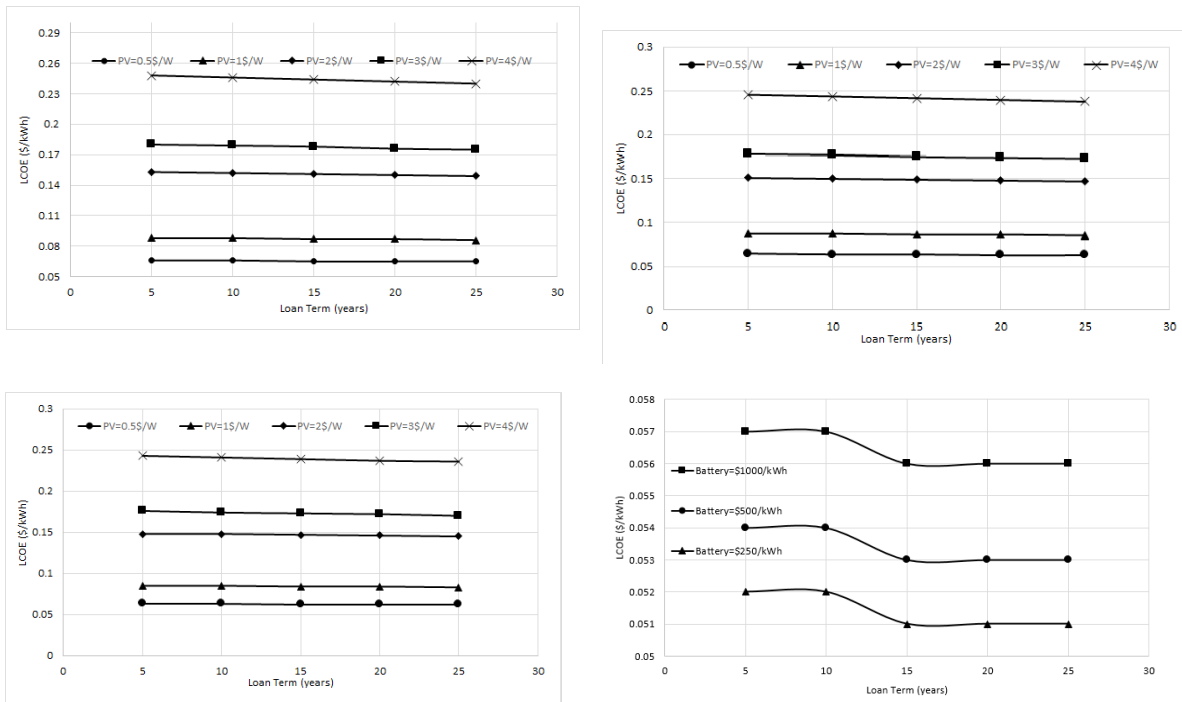 0.29
PV=0.5$/W PV=1$/W PV=2$/W PV=3$/W PV=4$/W
0.26
0.23
0.2
0.17
0.14
0.11
0.08
0.05
LCOE ($/kWh)
0 5 10 15 20 25 30
Loan Term (years)
0.3
PV=0.5$/W PV=1$/W PV=2$/W PV=3$/W PV=4$/W
0.25
0.2
0.15
0.1
0.05
0
LCOE ($/kWh)
0 5 10 15 20 25 30
Loan Term (years)
0.3
PV=0.5$/W PV=1$/W PV=2$/W PV=3$/W PV=4$/W
0.25
0.2
0.15
0.1
0.05
0
LCOE ($/kWh)
0 5 10 15 20 25 30
Loan Term (years)
0.058
0.057
0.056
0.055
0.054
0.053
0.052
0.051
0.05
LCOE ($/kWh)
Battery=$1000/kWh
Battery=$500/kWh
Battery=$250/kWh
0 5 10 15 20 25 30
Loan Term (years)